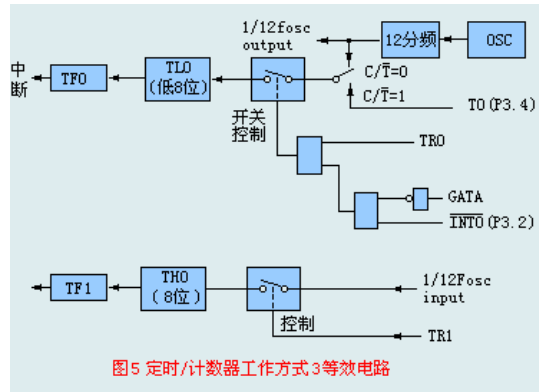 1/12fosc
output
12分频
OSC
中
断
TF0
TL0
(低8位)
C/T̅=0
C/T̅=1
T0(P3.4)
开关
控制
TR0
GATA
I̅N̅T̅0̅(P3.2)
TF1
TH0
(8位)
1/12Fosc
input
控制
TR1
图5 定时/计数器工作方式3等效电路